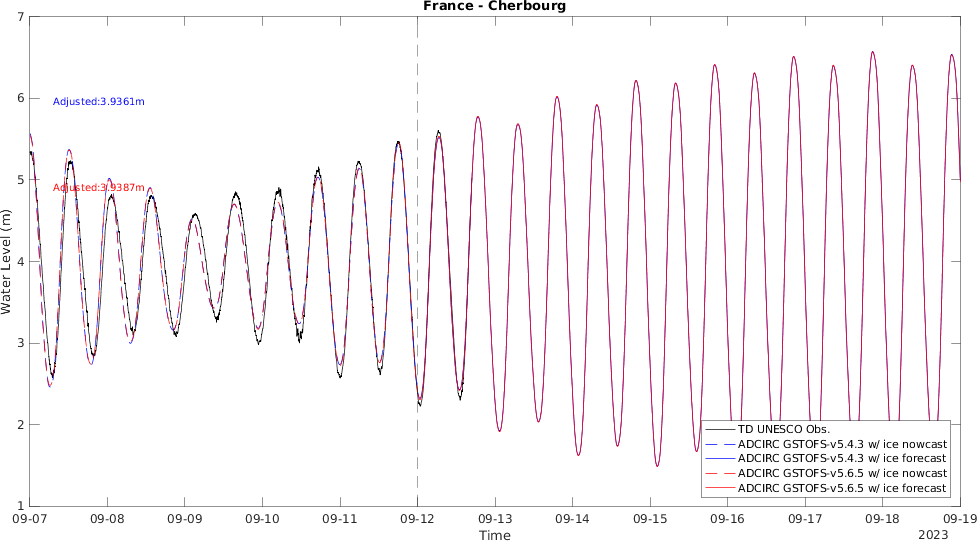 France - Cherbourg
7
6
5
4
3
2
1
Water Level (m)
Adjusted:3.9361m
Adjusted:3.9387m
TD UNESCO Obs.
ADCIRC GSTOFS-v5.4.3 w/ ice nowcast
ADCIRC GSTOFS-v5.4.3 w/ ice forecast
ADCIRC GSTOFS-v5.6.5 w/ ice nowcast
ADCIRC GSTOFS-v5.6.5 w/ ice forecast
09-07 09-08 09-09 09-10 09-11 09-12 09-13 09-14 09-15 09-16 09-17 09-18 09-19
Time
2023